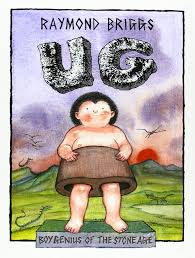 RAYMOND BRIGGS
UG
BOY GENIUS OF THE STONE AGE